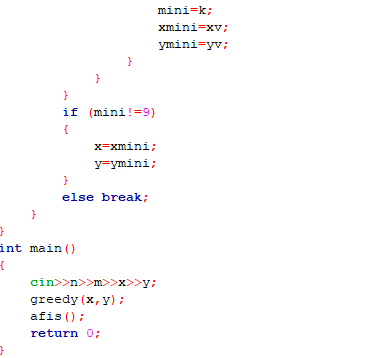 mini=k;
xmini=xv;
ymini=yv;
}
}
}
if (mini!=9)
{
x=xmini;
y=ymini;
}
else break;
}
}
int main()
{
cin>>n>>m>>x>>y;
greedy(x,y);
afis();
return 0;
}